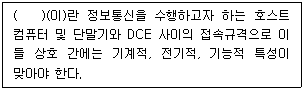 (    )(이)란 정보통신을 수행하고자 하는 호스트
컴퓨터 및 단말기와 DCE 사이의 접속규격으로 이
들 상호 간에는 기계적, 전기적, 기능적 특성이
맞아야 한다.